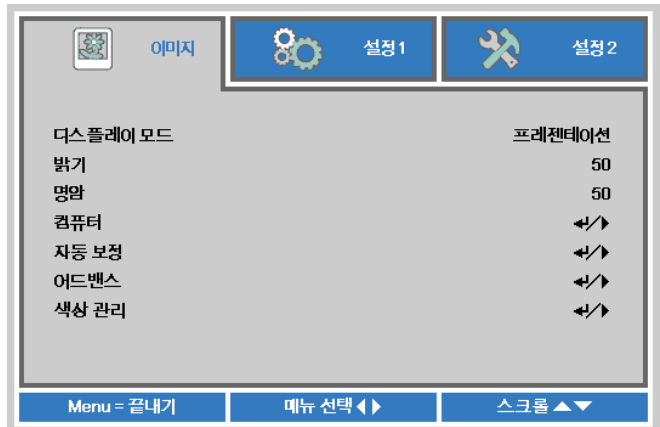 이미지 설정1 설정2
디스플레이 모드 프레젠테이션
밝기 50
명암 50
컴퓨터 ↵/▶
자동 보정 ↵/▶
어드밴스 ↵/▶
색상 관리 ↵/▶
Menu = 끝내기 메뉴 선택◀▶ 스크롤▲▼